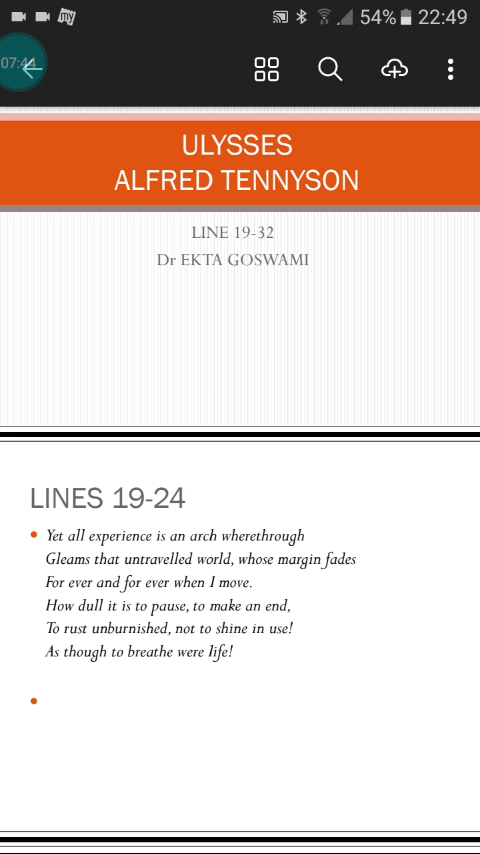 54% 22:49
07:44
ULYSSES
ALFRED TENNYSON
LINE 19-32
Dr EKTA GOSWAMI
LINES 19-24
• Yet all experience is an arch wherethrough
Gleams that untravelled world, whose margin fades
For ever and for ever when I move.
How dull it is to pause, to make an end,
To rust unburnished, not to shine in use!
As though to breathe were life!
•